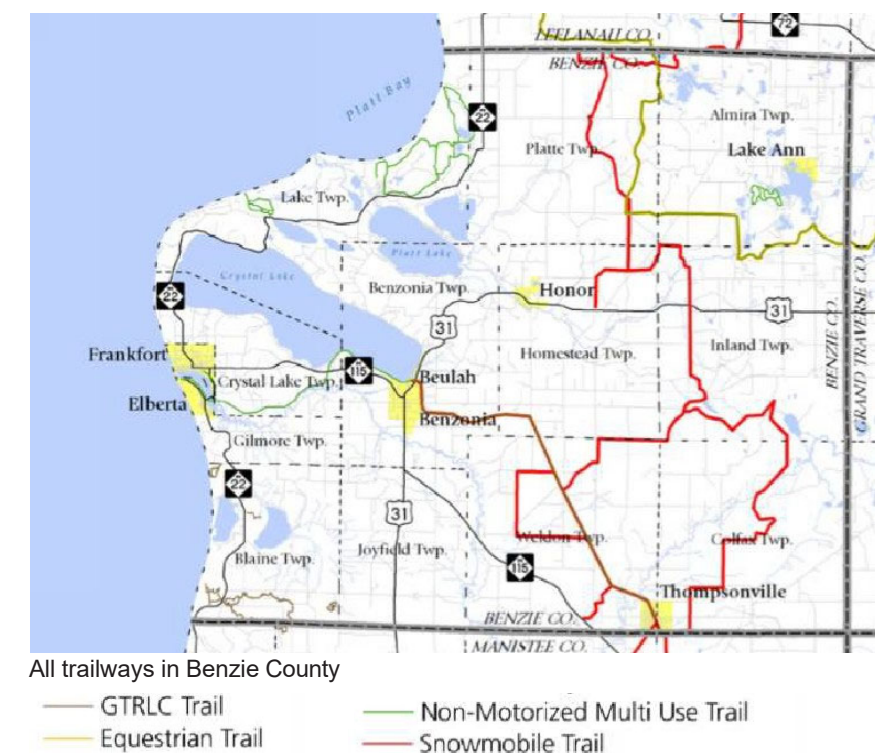 72
LEELANAU CO.
BENZIE CO.
Platt Bay
22
Almira Twp.
Platte Twp.
Lake Ann
Lake Twp.
Platt Lake
Crystal Lake
Benzonia Twp.
Honor
22
31
31
BENZIE CO.
GRAND TRAVERSE CO.
Inland Twp.
Homestead Twp.
Frankfort
115
Crystal Lake Twp.
Beulah
Elberta
Benzonia
Gilmore Twp.
22
31
Weldon Twp.
Colfax Twp.
Blaine Twp.
Joyfield Twp.
115
Thompsonville
BENZIE CO.
MANISTEE CO.
All trailways in Benzie County
GTRLC Trail
Non-Motorized Multi Use Trail
Equestrian Trail
Snowmobile Trail